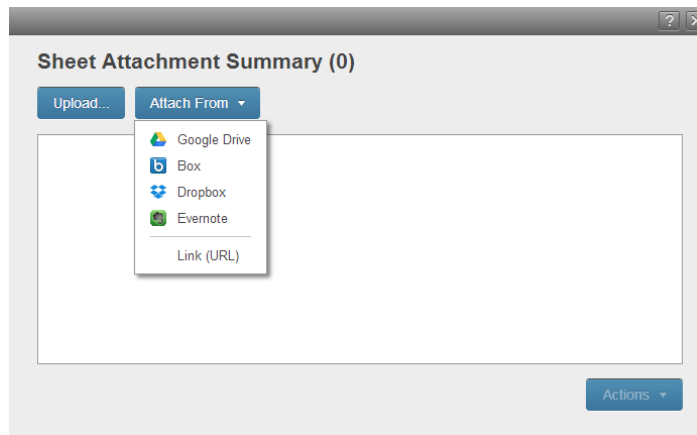 ?
Sheet Attachment Summary (0)
Upload...
Attach From
Google Drive
Box
Dropbox
Evernote
Link (URL)
Actions